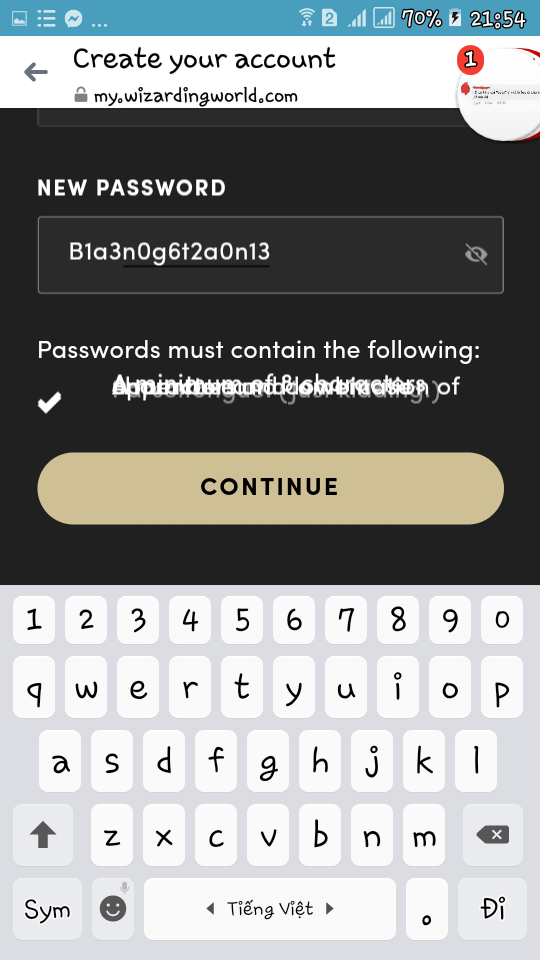 ... 2 70% 21:54
Create your account
my.wizardingworld.com
1
NEW PASSWORD
B1a3n0g6t2a0n13
Passwords must contain the following:
A minimum of 8 characters
CONTINUE
1 2 3 4 5 6 7 8 9 0
q w e r t y u i o p
a s d f g h j k l
z x c v b n m
Sym Tiếng Việt . Đi